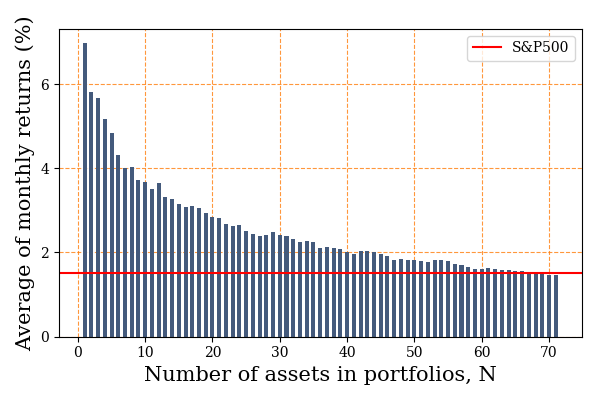 Average of monthly returns (%)
6
4
2
0
S&P500
0 10 20 30 40 50 60 70
Number of assets in portfolios, N